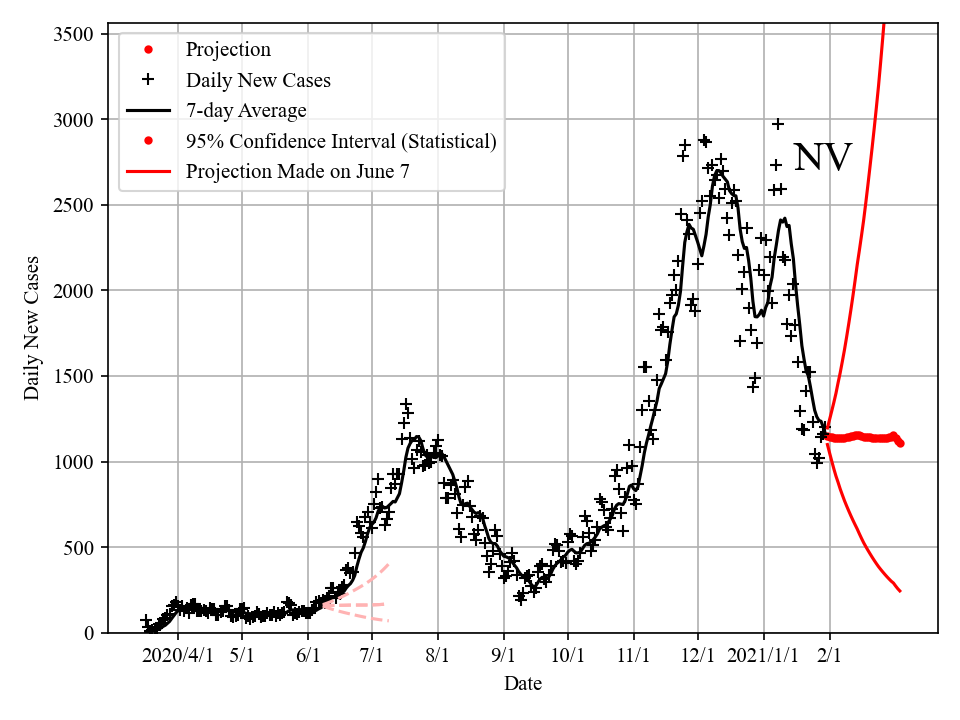 3500
3000
2500
2000
1500
1000
500
0
Daily New Cases
Projection
Daily New Cases
7-day Average
95% Confidence Interval (Statistical)
Projection Made on June 7
NV
2020/4/1 5/1 6/1 7/1 8/1 9/1 10/1 11/1 12/1 2021/1/1 2/1
Date